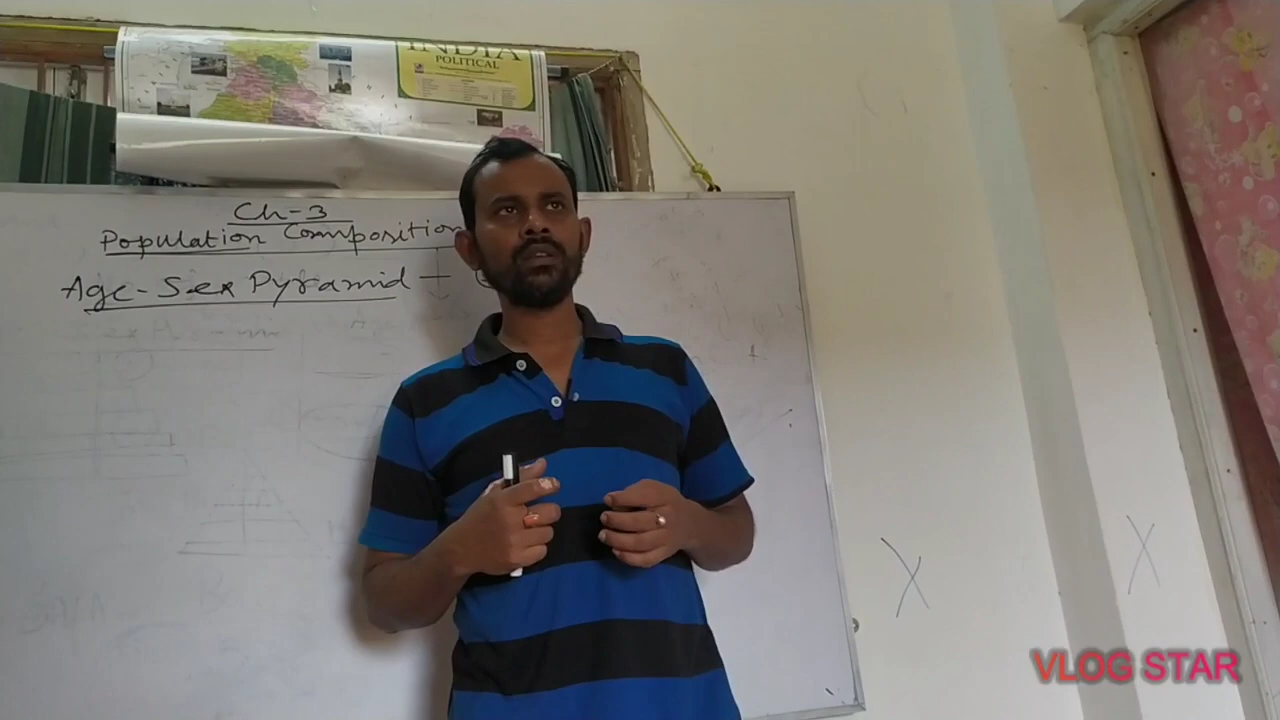 INDIA
POLITICAL
Ch-3
Population Composition
Age-Sex Pyramid
VLOG STAR